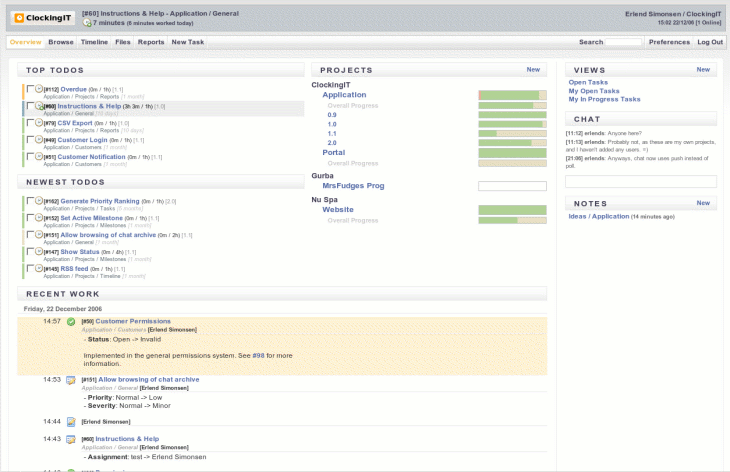 ClockingIT
[#60] Instructions & Help - Application / General
7 minutes (5 minutes worked today)
Erlend Simonsen / ClockingIT
15:02 22/12/06 [1 Online]
Overview Browse Timeline Files Reports New Task
Search Preferences Log Out
TOP TODOS
[#112] Overdue (0m / 1h) [1.1]
Application / Projects / Reports [1 month]
[#60] Instructions & Help (3h 3m / 1h) [1.0]
Application / General
[#79] CSV Export (0m / 1h) [1.0]
Application / Projects / Reports
[#49] Customer Login (0m / 2h) [1.1]
Application / Customers [1 month]
[#51] Customer Notification (0m / 2h) [1.1]
Application / Customers [1 month]
NEWEST TODOS
[#162] Generate Priority Ranking (0m / 1h) [2.0]
Application / Projects / Tasks
[#152] Set Active Milestone (0m / 2h) [1.1]
Application / Projects / Milestones [1 month]
[#151] Allow browsing of chat archive (0m / 2h) [1.1]
Application / General [1 month]
[#147] Show Status (0m / 4h) [1.1]
Application / Projects / Milestones [1 month]
[#145] RSS feed (0m / 1h) [1.1]
Application / Projects / Timeline [1 month]
PROJECTS New
ClockingIT
Application
Overall Progress
0.9
1.0
1.1
2.0
Portal
Overall Progress
Gurba
MrsFudges Prog
Nu Spa
Website
Overall Progress
VIEWS New
Open Tasks
My Open Tasks
My In Progress Tasks
CHAT
[11:12] erlends: Anyone here?
[11:13] erlends: Probably not, as these are my own projects,
and I haven't added any users. =)
[21:06] erlends: Anyways, chat now uses push instead of
poll.
NOTES New
Ideas / Application (14 minutes ago)
RECENT WORK
Friday, 22 December 2006
14:57 [#50] Customer Permissions
Application / Customers [Erlend Simonsen]
- Status: Open -> Invalid
Implemented in the general permissions system. See #98 for more
information.
14:53 [#151] Allow browsing of chat archive
Application / General [Erlend Simonsen]
- Priority: Normal -> Low
- Severity: Normal -> Minor
14:44 [Erlend Simonsen]
14:43 [#60] Instructions & Help
Application / General [Erlend Simonsen]
- Assignment: test -> Erlend Simonsen